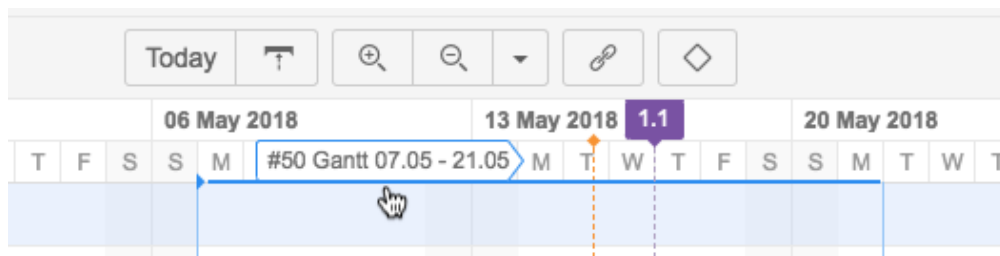 Today
06 May 2018 13 May 2018 1.1 20 May 2018
T F S S M #50 Gantt 07.05 - 21.05 M T W T F S S M T W T